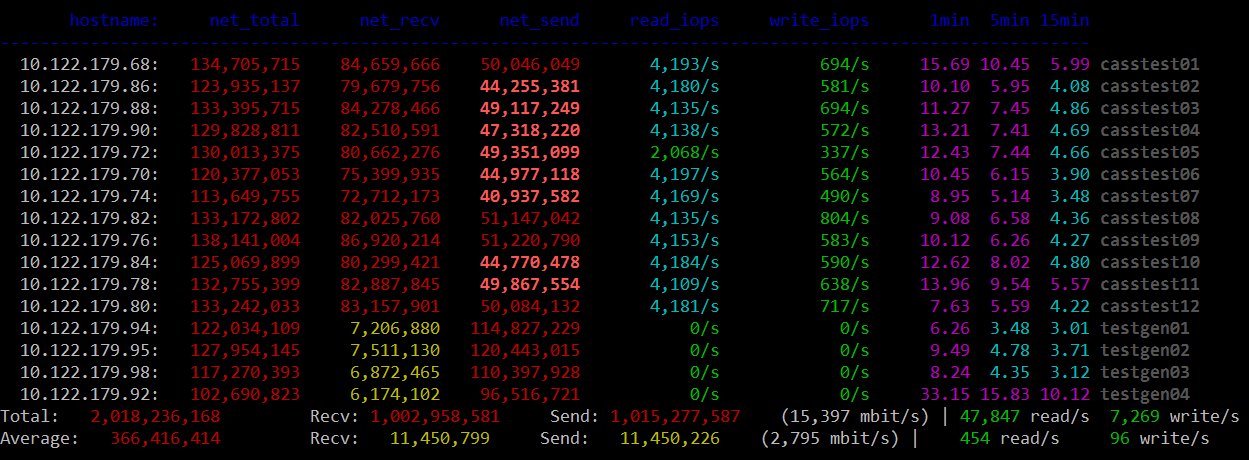 hostname: net_total net_recv net_send read_iops write_iops 1min 5min 15min
--------------------------------------------------------------------------------------------------------------
10.122.179.68: 134,705,715 84,659,666 50,046,049 4,193/s 694/s 15.69 10.45 5.99 casstest01
10.122.179.86: 123,935,137 79,679,756 44,255,381 4,180/s 581/s 10.10 5.95 4.08 casstest02
10.122.179.88: 133,395,715 84,278,466 49,117,249 4,135/s 694/s 11.27 7.45 4.86 casstest03
10.122.179.90: 129,828,811 82,510,591 47,318,220 4,138/s 572/s 13.21 7.41 4.69 casstest04
10.122.179.72: 130,013,375 80,662,276 49,351,099 2,068/s 337/s 12.43 7.44 4.66 casstest05
10.122.179.70: 120,377,053 75,399,935 44,977,118 4,197/s 564/s 10.45 6.15 3.90 casstest06
10.122.179.74: 113,649,755 72,712,173 40,937,582 4,169/s 490/s 8.95 5.14 3.48 casstest07
10.122.179.82: 133,172,802 82,025,760 51,147,042 4,135/s 804/s 9.08 6.58 4.36 casstest08
10.122.179.76: 138,141,004 86,920,214 51,220,790 4,153/s 583/s 10.12 6.26 4.27 casstest09
10.122.179.84: 125,069,899 80,299,421 44,770,478 4,184/s 590/s 12.62 8.02 4.80 casstest10
10.122.179.78: 132,755,399 82,887,845 49,867,554 4,109/s 638/s 13.96 9.54 5.57 casstest11
10.122.179.80: 133,242,033 83,157,901 50,084,132 4,181/s 717/s 7.63 5.59 4.22 casstest12
10.122.179.94: 122,034,109 7,206,880 114,827,229 0/s 0/s 6.26 3.48 3.01 testgen01
10.122.179.95: 127,954,145 7,511,130 120,443,015 0/s 0/s 9.49 4.78 3.71 testgen02
10.122.179.98: 117,270,393 6,872,465 110,397,928 0/s 0/s 8.24 4.35 3.12 testgen03
10.122.179.92: 102,690,823 6,174,102 96,516,721 0/s 0/s 33.15 15.83 10.12 testgen04
Total: 2,018,236,168 Recv: 1,002,958,581 Send: 1,015,277,587 (15,397 mbit/s) | 47,847 read/s 7,269 write/s
Average: 366,416,414 Recv: 11,450,799 Send: 11,450,226 (2,795 mbit/s) | 454 read/s 96 write/s